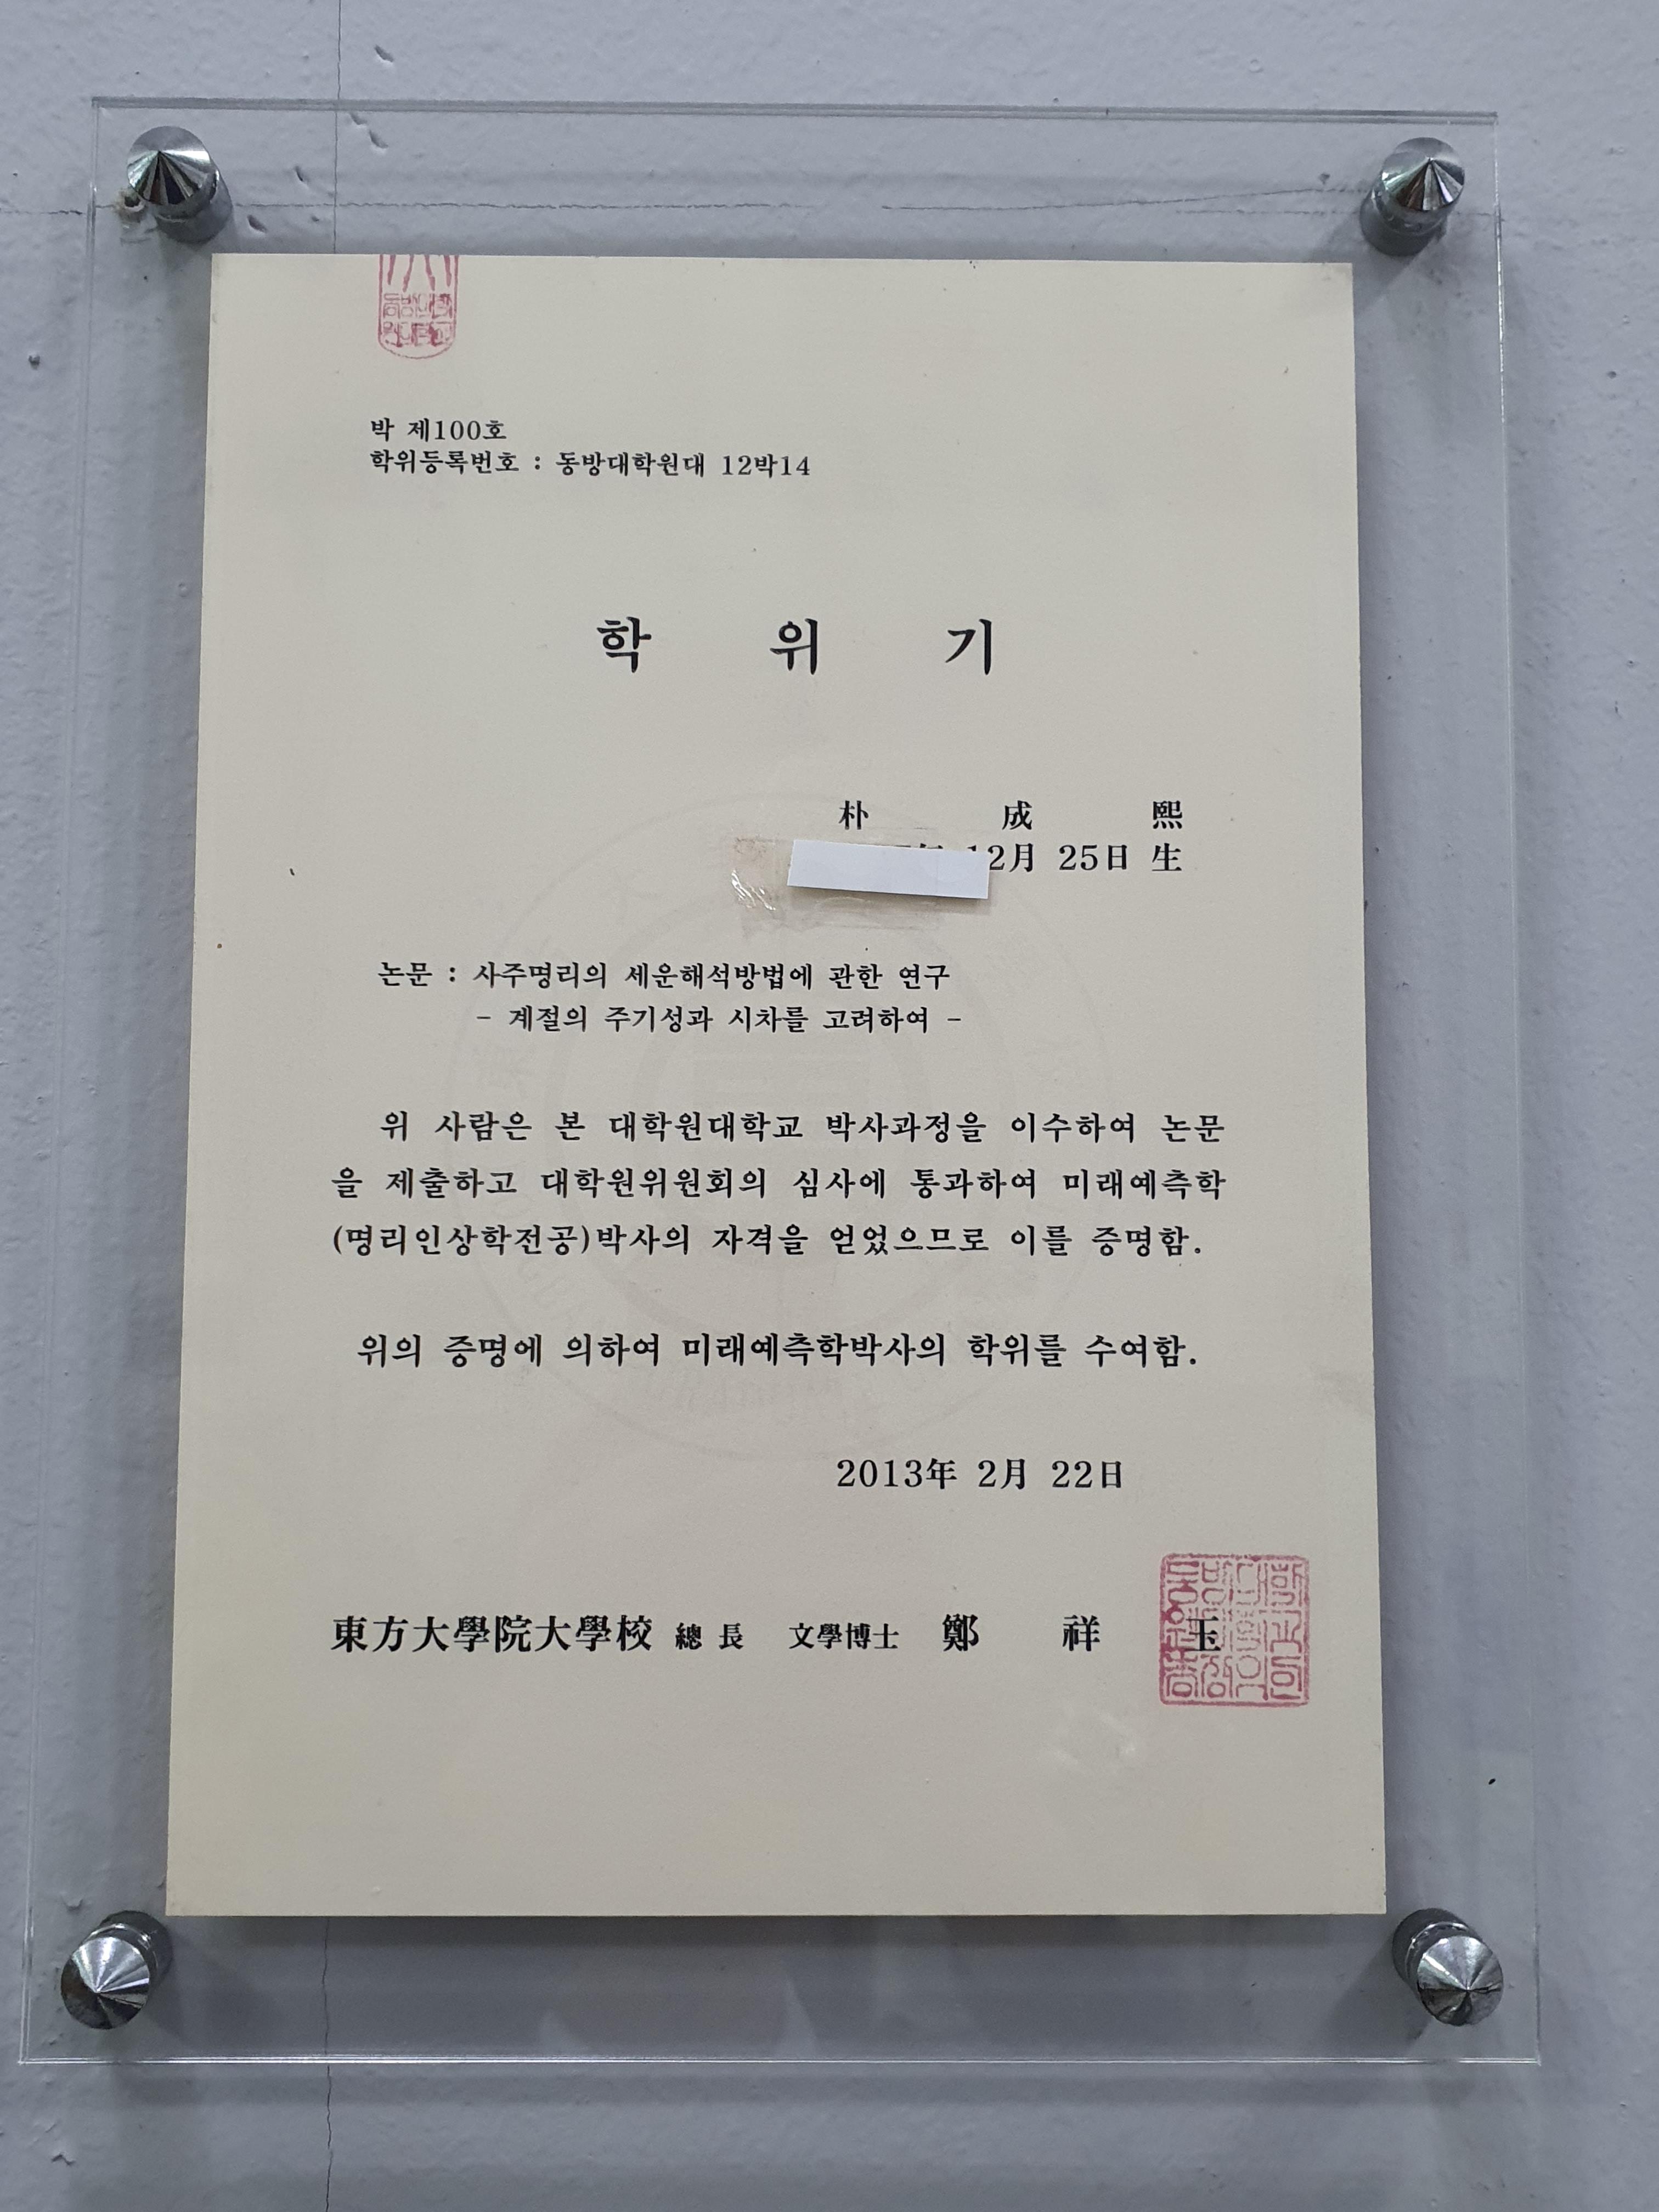 박 제100호
학위등록번호 : 동방대학원대 12박14
학 위 기
朴 成 熙
12月 25日 生
논문 : 사주명리의 세운해석방법에 관한 연구
- 계절의 주기성과 시차를 고려하여 -
위 사람은 본 대학원대학교 박사과정을 이수하여 논문
을 제출하고 대학원위원회의 심사에 통과하여 미래예측학
(명리인상학전공)박사의 자격을 얻었으므로 이를 증명함.
위의 증명에 의하여 미래예측학박사의 학위를 수여함.
2013年 2月 22日
東方大學院大學校 總 長 文學博士 鄭 祥 玉